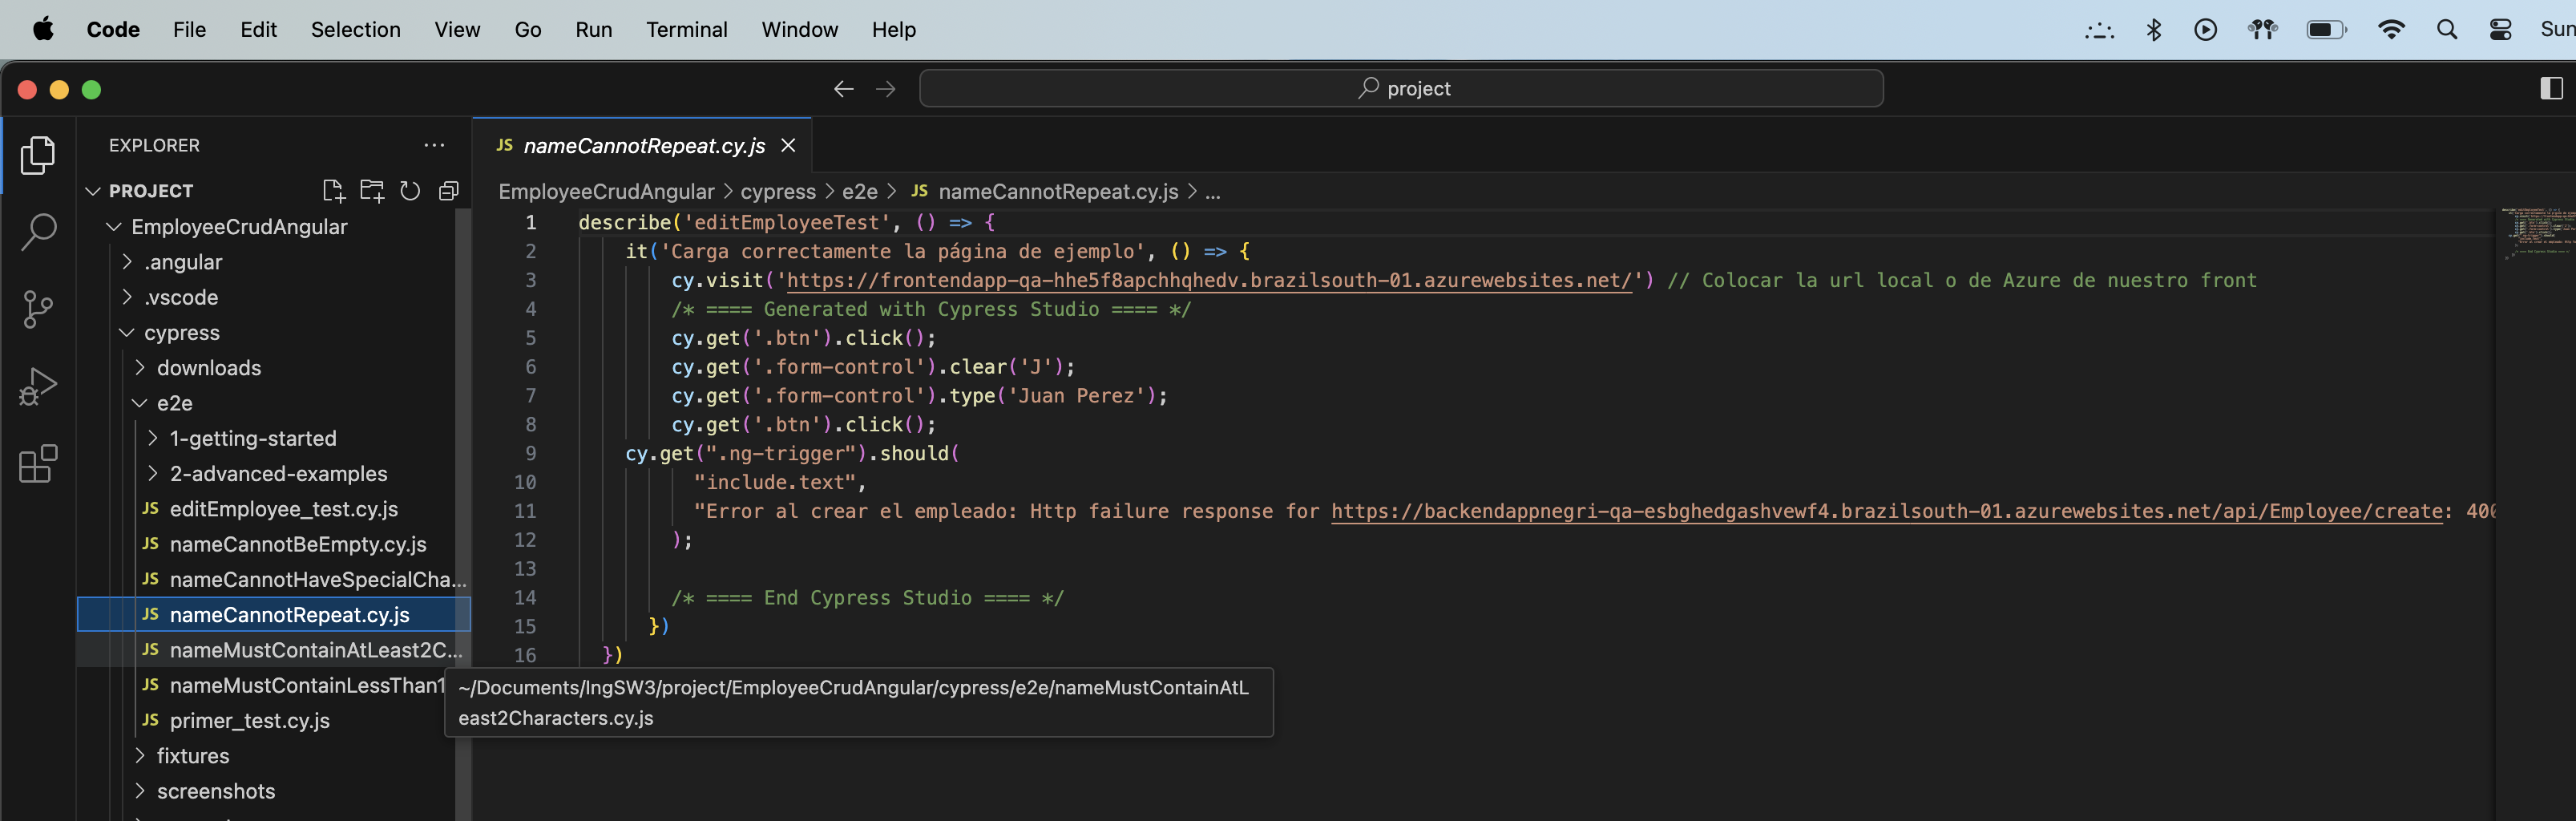 Code File Edit Selection View Go Run Terminal Window Help
project
EXPLORER
PROJECT
EmployeeCrudAngular
.angular
.vscode
cypress
downloads
e2e
1-getting-started
2-advanced-examples
JS editEmployee_test.cy.js
JS nameCannotBeEmpty.cy.js
JS nameCannotHaveSpecialCha...
JS nameCannotRepeat.cy.js
JS nameMustContainAtLeast2C...
JS nameMustContainLessThan1
JS primer_test.cy.js
fixtures
screenshots
JS nameCannotRepeat.cy.js
EmployeeCrudAngular > cypress > e2e > JS nameCannotRepeat.cy.js > ...
1 describe('editEmployeeTest', () => {
2 it('Carga correctamente la página de ejemplo', () => {
3 cy.visit('https://frontendapp-qa-hhe5f8apchhqhedv.brazilsouth-01.azurewebsites.net/') // Colocar la url local o de Azure de nuestro front
4 /* ==== Generated with Cypress Studio ==== */
5 cy.get('.btn').click();
6 cy.get('.form-control').clear('J');
7 cy.get('.form-control').type('Juan Perez');
8 cy.get('.btn').click();
9 cy.get(".ng-trigger").should(
10 "include.text",
11 "Error al crear el empleado: Http failure response for https://backendappnegri-qa-esbghedgashvewf4.brazilsouth-01.azurewebsites.net/api/Employee/create: 400
12 );
13
14 /* ==== End Cypress Studio ==== */
15 })
16 })
~/Documents/IngSW3/project/EmployeeCrudAngular/cypress/e2e/nameMustContainAtL
east2Characters.cy.js